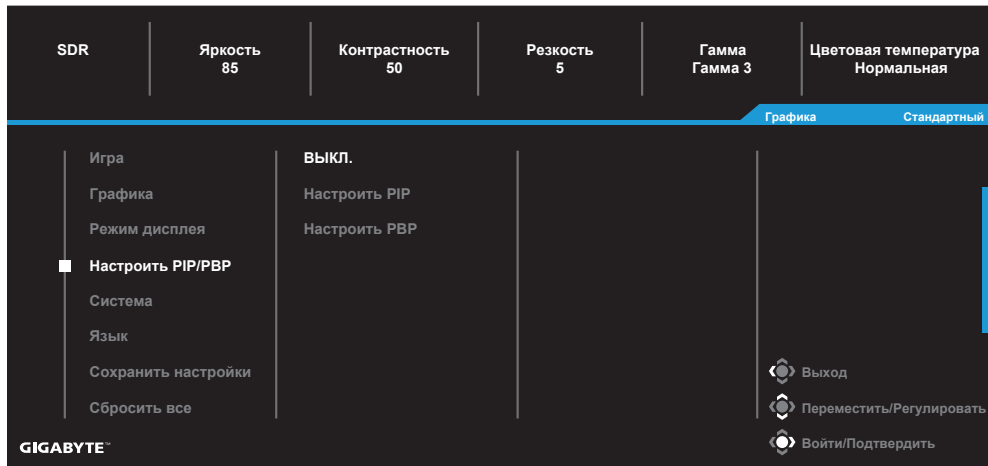 SDR
Яркость
85
Контрастность
50
Резкость
5
Гамма
Гамма 3
Цветовая температура
Нормальная
Графика Стандартный
Игра
Графика
Режим дисплея
Настроить PIP/PBP
Система
Язык
Сохранить настройки
Сбросить все
ВЫКЛ.
Настроить PIP
Настроить PBP
Выход
Переместить/Регулировать
Войти/Подтвердить
GIGABYTE™